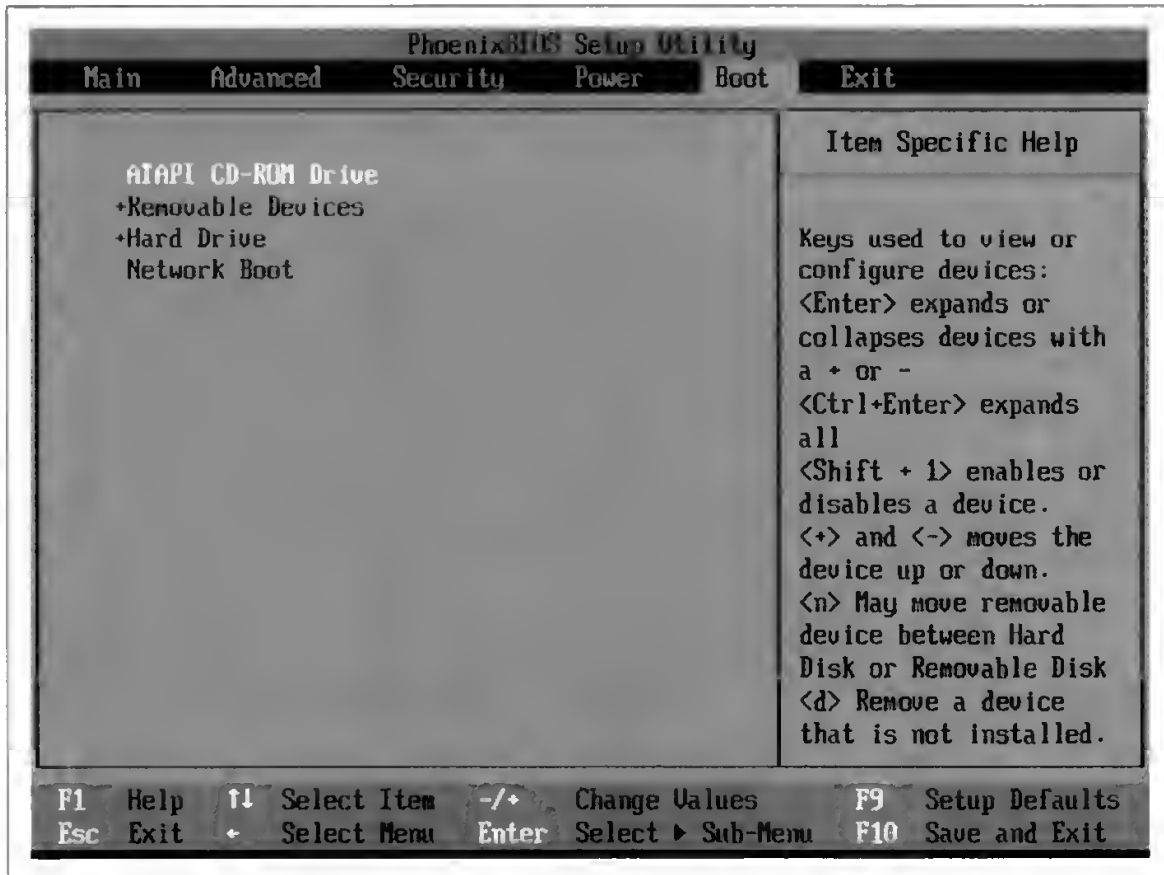 PhoenixBIOS Setup Utility
Main Advanced Security Power Boot Exit
ATAPI CD-ROM Drive
+Removable Devices
+Hard Drive
Network Boot
Item Specific Help
Keys used to view or
configure devices:
<Enter> expands or
collapses devices with
a + or -
<Ctrl+Enter> expands
all
<Shift + 1> enables or
disables a device.
<+> and <-> moves the
device up or down.
<n> May move removable
device between Hard
Disk or Removable Disk
<d> Remove a device
that is not installed.
F1 Help ↑↓ Select Item -/+ Change Values F9 Setup Defaults
Esc Exit ← Select Menu Enter Select ▶ Sub-Menu F10 Save and Exit